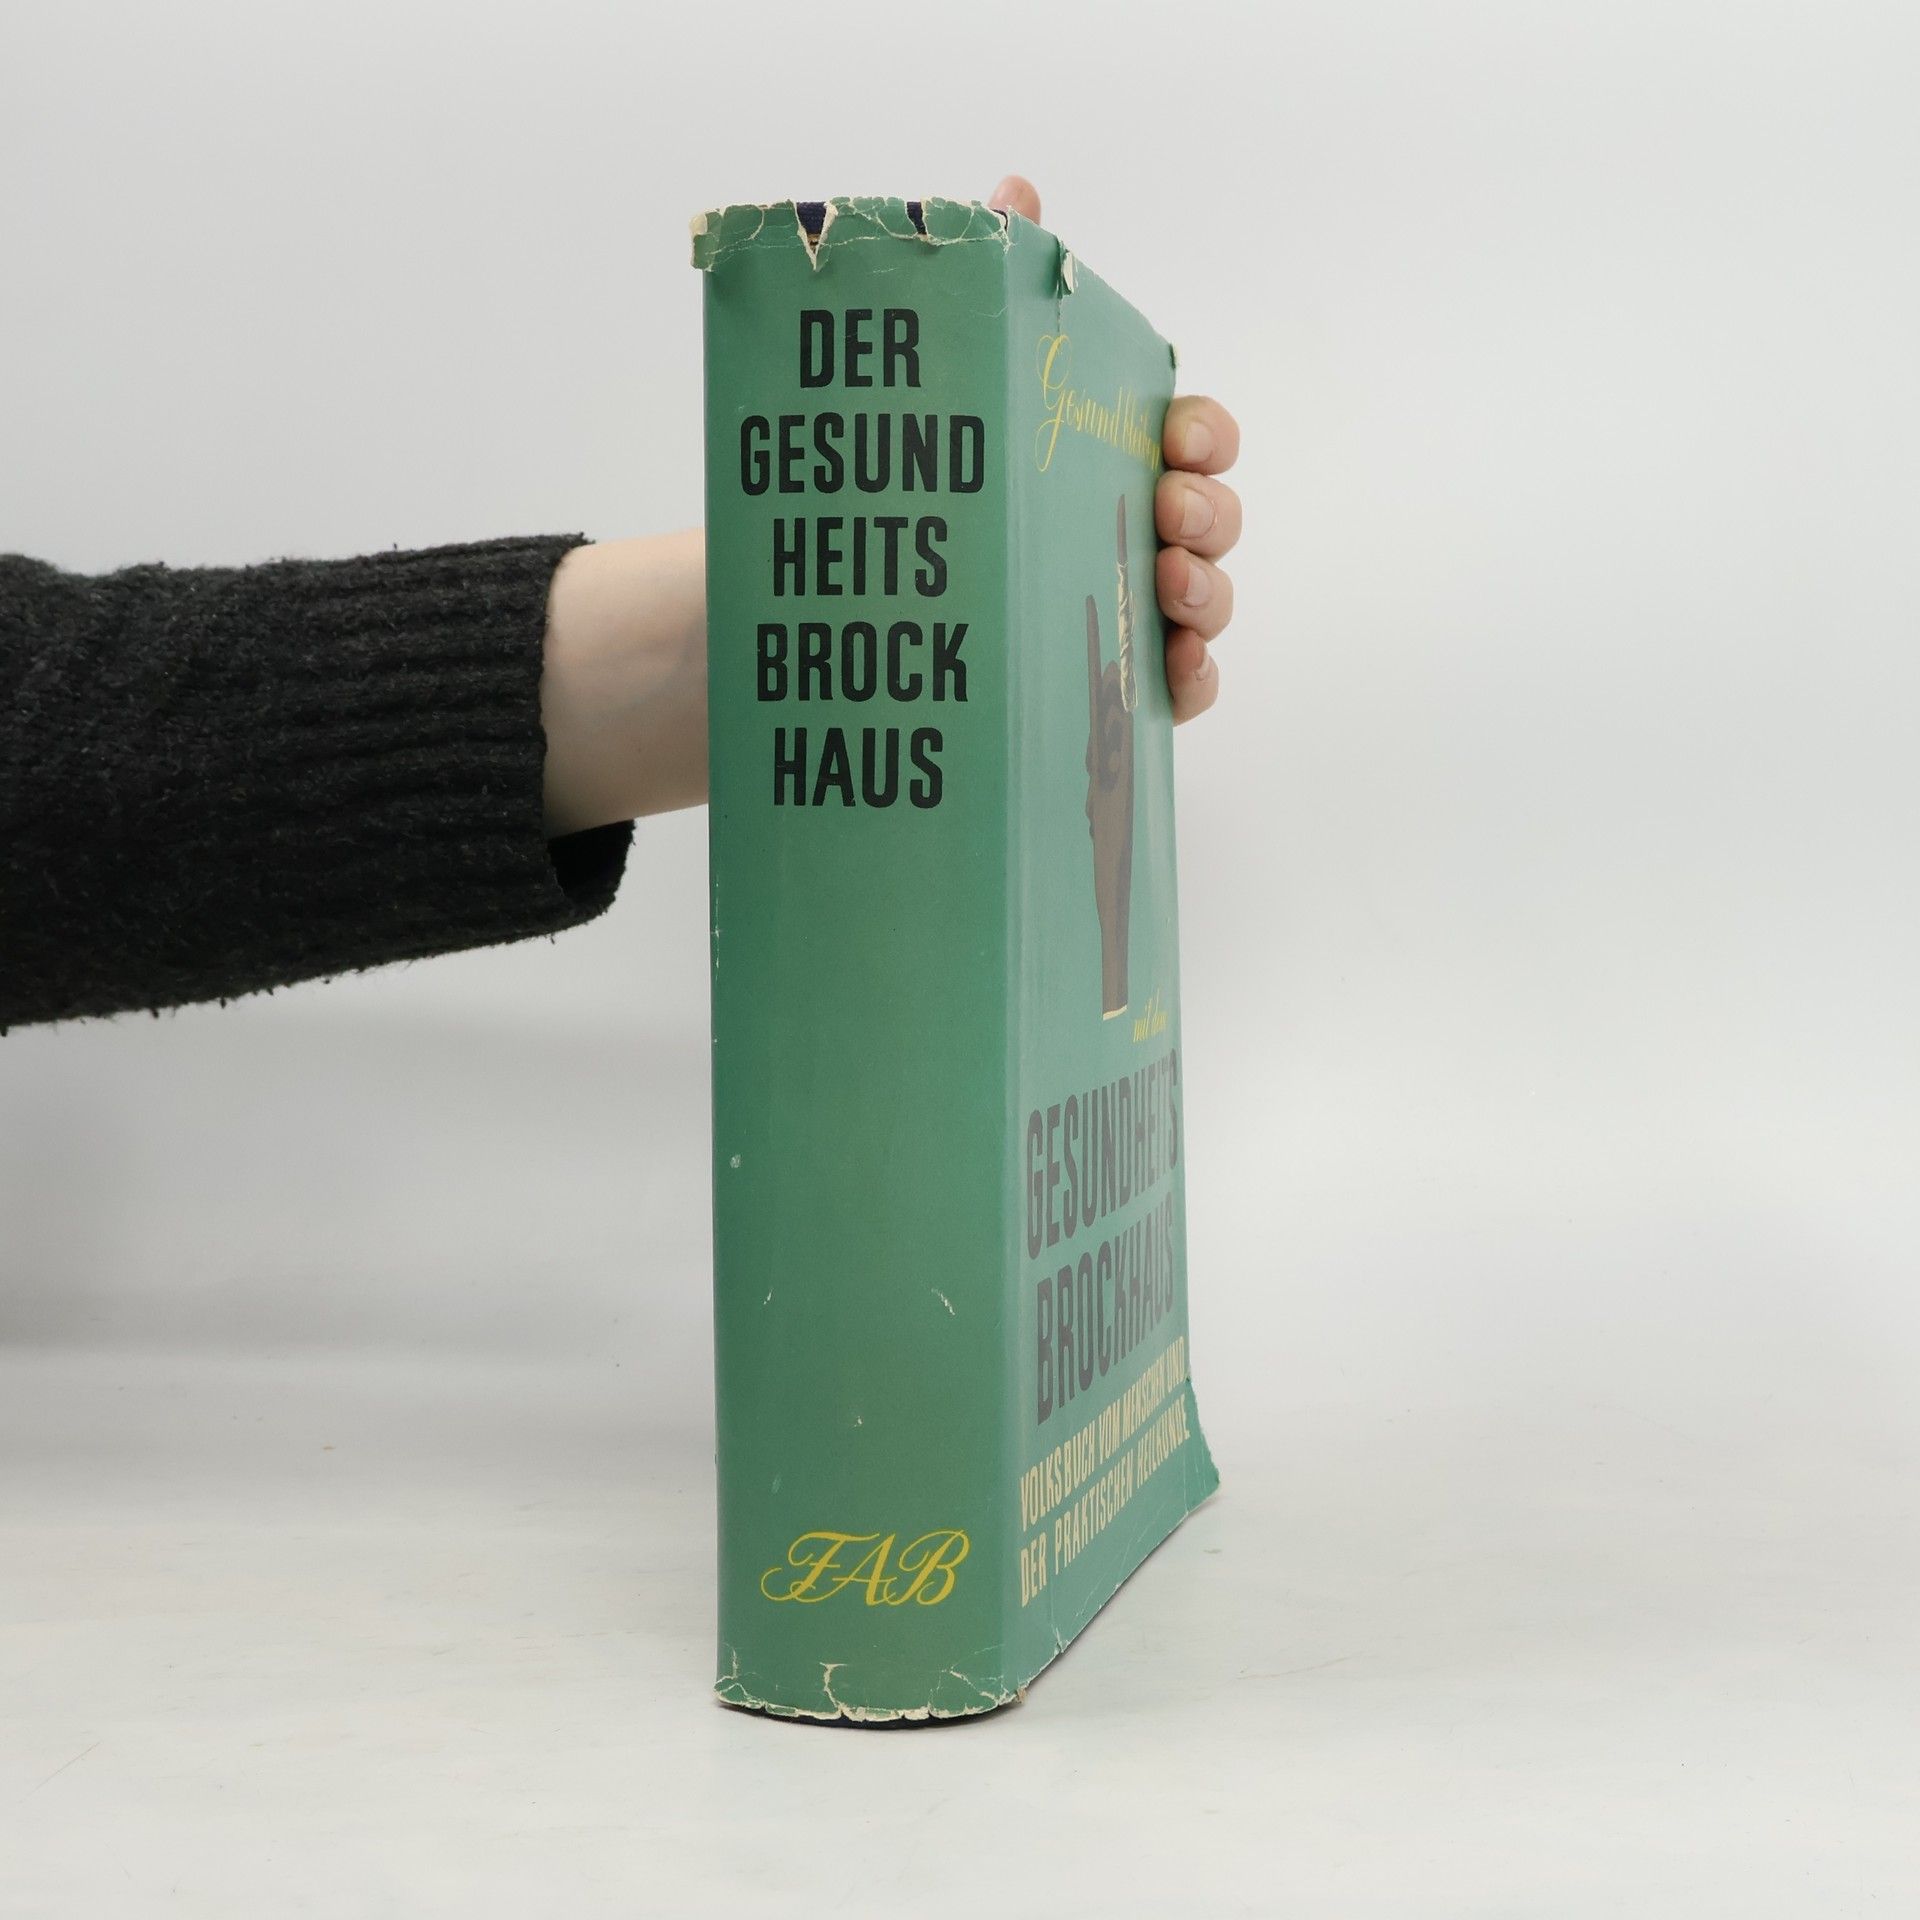 DER
GESUND
HEITS
BROCK
HAUS
FAB
Gesund bleiben
mit dem
GESUNDHEITS
BROCKHAUS
VOLKSBUCH VOM MENSCHEN UND
DER PRAKTISCHEN HEILKUNDE